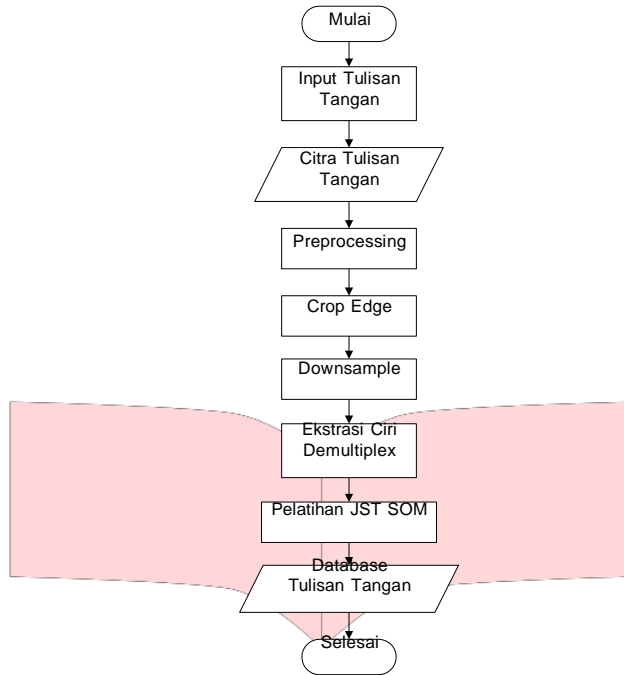 Mulai
Input Tulisan
Tangan
Citra Tulisan
Tangan
Preprocessing
Crop Edge
Downsample
Ekstrasi Ciri
Demultiplex
Pelatihan JST SOM
Database
Tulisan Tangan
Selesai